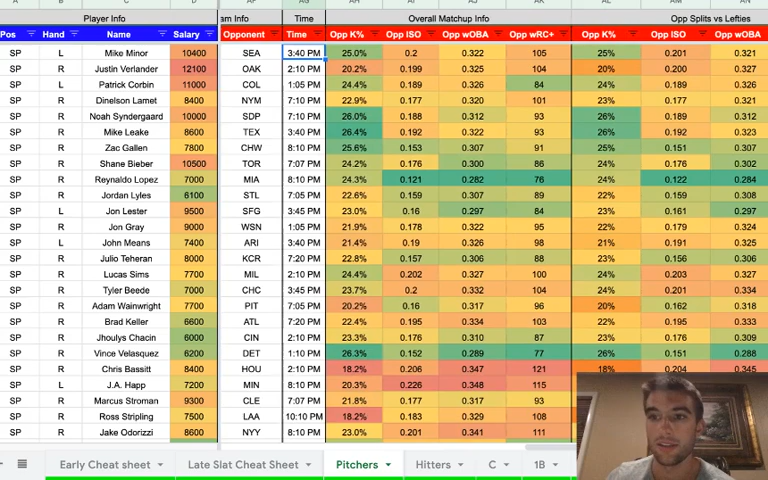 A B C D AF AG AH AI AJ AK AL AM AN
Player Info am Info Time Overall Matchup Info Opp Splits vs Lefties
Pos Hand Name Salary Opponent Time Opp K% Opp ISO Opp wOBA Opp wRC+ Opp K% Opp ISO Opp wOBA
SP L Mike Minor 10400 SEA 3:40 PM 25.0% 0.2 0.322 105 25% 0.201 0.321
SP R Justin Verlander 12100 OAK 2:10 PM 20.2% 0.199 0.325 104 20% 0.200 0.327
SP L Patrick Corbin 11000 COL 1:05 PM 24.4% 0.189 0.326 84 24% 0.189 0.326
SP R Dinelson Lamet 8400 NYM 7:10 PM 22.9% 0.177 0.320 101 23% 0.177 0.321
SP R Noah Syndergaard 10000 SDP 7:10 PM 26.0% 0.188 0.312 93 26% 0.189 0.312
SP R Mike Leake 8600 TEX 3:40 PM 26.4% 0.192 0.322 93 26% 0.192 0.323
SP R Zac Gallen 7800 CHW 8:10 PM 25.6% 0.153 0.307 91 25% 0.151 0.307
SP R Shane Bieber 10500 TOR 7:07 PM 24.2% 0.176 0.300 86 24% 0.176 0.302
SP R Reynaldo Lopez 7000 MIA 8:10 PM 24.3% 0.121 0.282 76 24% 0.122 0.284
SP R Jordan Lyles 6100 STL 7:05 PM 22.6% 0.159 0.307 89 23% 0.159 0.308
SP L Jon Lester 9500 SFG 3:45 PM 23.0% 0.16 0.297 84 23% 0.161 0.297
SP R Jon Gray 9000 WSN 1:05 PM 21.9% 0.178 0.322 95 22% 0.179 0.324
SP L John Means 7400 ARI 3:40 PM 21.4% 0.19 0.326 98 21% 0.191 0.325
SP R Julio Teheran 8000 KCR 7:20 PM 22.8% 0.157 0.306 88 23% 0.156 0.306
SP R Lucas Sims 7700 MIL 2:10 PM 24.4% 0.202 0.327 100 24% 0.203 0.327
SP R Tyler Beede 7000 CHC 3:45 PM 23.7% 0.2 0.332 104 24% 0.201 0.334
SP R Adam Wainwright 7700 PIT 7:05 PM 20.2% 0.16 0.317 96 20% 0.162 0.318
SP R Brad Keller 6600 ATL 7:20 PM 22.4% 0.195 0.334 103 22% 0.195 0.333
SP R Jhoulys Chacin 6000 CIN 2:10 PM 23.3% 0.176 0.310 87 23% 0.176 0.309
SP R Vince Velasquez 6200 DET 1:10 PM 26.3% 0.152 0.289 77 26% 0.151 0.288
SP R Chris Bassitt 8400 HOU 2:10 PM 18.2% 0.206 0.347 121 18% 0.204 0.345
SP L J.A. Happ 7200 MIN 8:10 PM 20.3% 0.226 0.348 115
SP R Marcus Stroman 9300 CLE 7:07 PM 21.8% 0.177 0.317 93
SP R Ross Stripling 7500 LAA 10:10 PM 18.2% 0.183 0.329 108
SP R Jake Odorizzi 8600 NYY 8:10 PM 23.0% 0.201 0.341 111
Early Cheat sheet Late Slat Cheat Sheet Pitchers Hitters C 1B